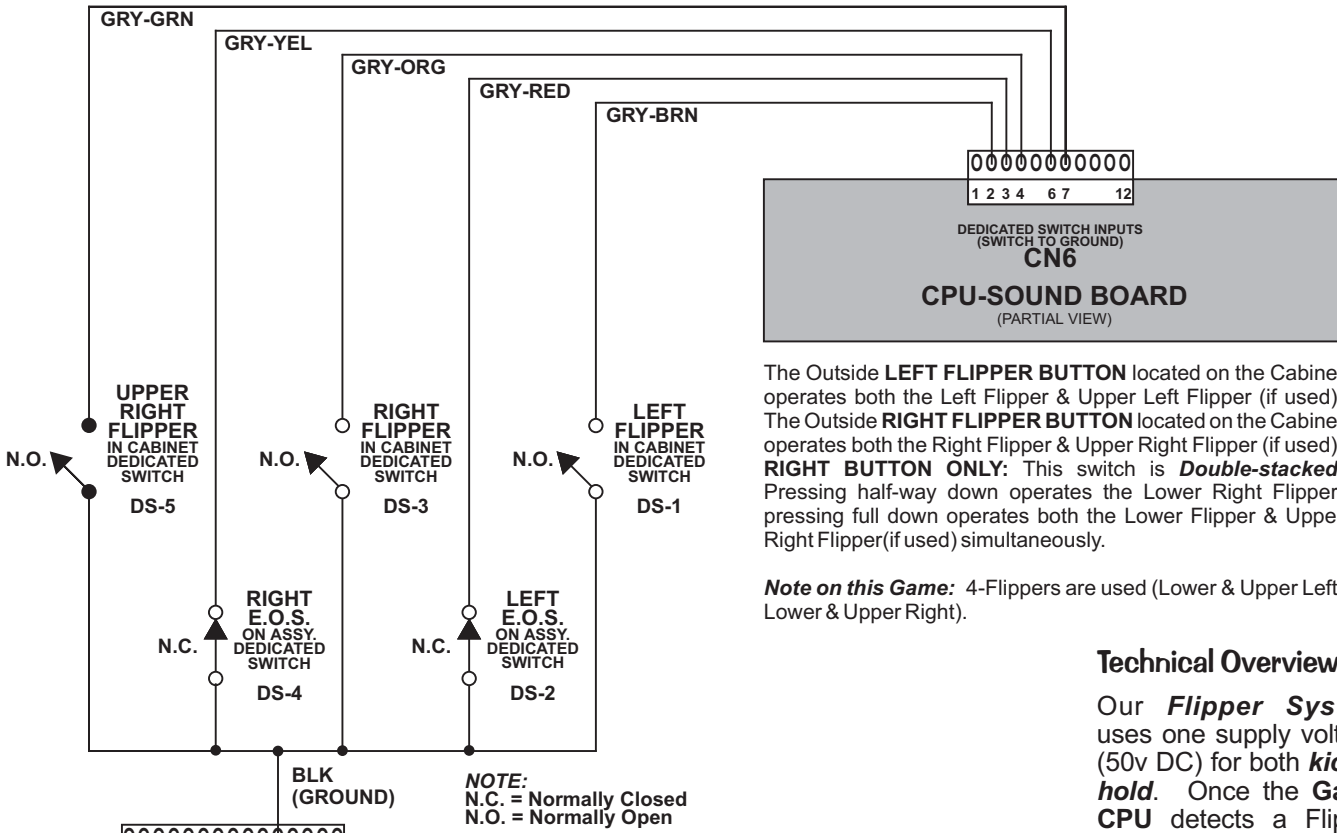 GRY-GRN
GRY-YEL
GRY-ORG
GRY-RED
GRY-BRN
1 2 3 4 6 7 12
DEDICATED SWITCH INPUTS
(SWITCH TO GROUND)
CN6
CPU-SOUND BOARD
(PARTIAL VIEW)
UPPER
RIGHT
FLIPPER
IN CABINET
DEDICATED
SWITCH
DS-5
N.O.
RIGHT
FLIPPER
IN CABINET
DEDICATED
SWITCH
DS-3
N.O.
LEFT
FLIPPER
IN CABINET
DEDICATED
SWITCH
DS-1
N.O.
RIGHT
E.O.S.
ON ASSY.
DEDICATED
SWITCH
DS-4
N.C.
LEFT
E.O.S.
ON ASSY.
DEDICATED
SWITCH
DS-2
N.C.
BLK
(GROUND)
NOTE:
N.C. = Normally Closed
N.O. = Normally Open
The Outside LEFT FLIPPER BUTTON located on the Cabine
operates both the Left Flipper & Upper Left Flipper (if used)
The Outside RIGHT FLIPPER BUTTON located on the Cabine
operates both the Right Flipper & Upper Right Flipper (if used)
RIGHT BUTTON ONLY: This switch is Double-stacked
Pressing half-way down operates the Lower Right Flipper
pressing full down operates both the Lower Flipper & Uppe
Right Flipper(if used) simultaneously.
Note on this Game: 4-Flippers are used (Lower & Upper Left
Lower & Upper Right).
Technical Overview
Our Flipper Sys
uses one supply volt
(50v DC) for both kic
hold. Once the Ga
CPU detects a Flip